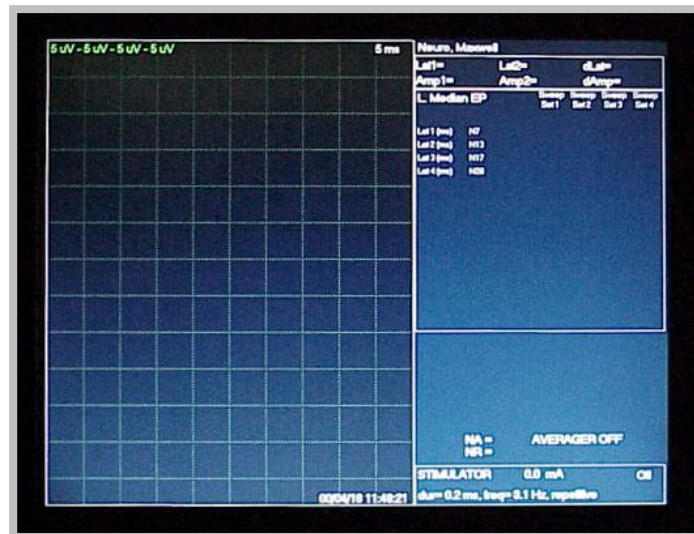 5 uV - 5 uV - 5 uV - 5 uV
5 ms
00/04/18 11:48:21
Neuro, Maxwell
Lat1= Lat2= dLat=
Amp1= Amp2= dAmp=
L. Median EP
Sweep Sweep Sweep Sweep
Set 1 Set 2 Set 3 Set 4
Lat 1 (ms) N7
Lat 2 (ms) N13
Lat 3 (ms) N17
Lat 4 (ms) N28
NA = AVERAGER OFF
NR =
STIMULATOR 0.0 mA Off
dur= 0.2 ms, freq= 3.1 Hz, repetitive